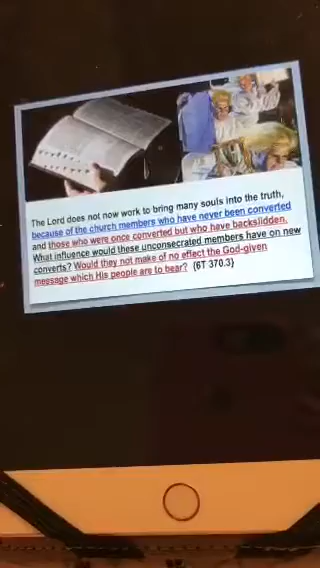 The Lord does not now work to bring many souls into the truth,
because of the church members who have never been converted
and those who were once converted but who have backslidden.
What influence would these unconsecrated members have on new
converts? Would they not make of no effect the God-given
message which His people are to bear? {6T 370.3}